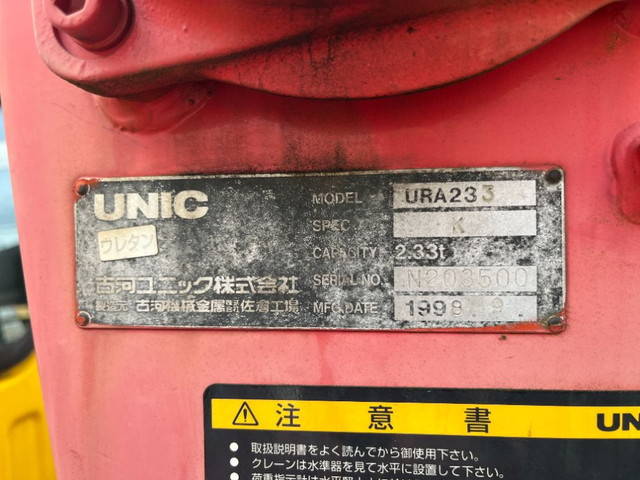 UNIC
ウレタン
MODEL URA233
SPEC. K
CAPACITY 2.33t
古河ユニック株式会社 SERIAL NO. N203500
製造元 古河機械金属 佐倉工場 MFG.DATE 1998 9
⚠注意書 UN
● 取扱説明書をよく読んでから御使用下さい。
● クレーンは水準器を見て水平に設置して下さい。